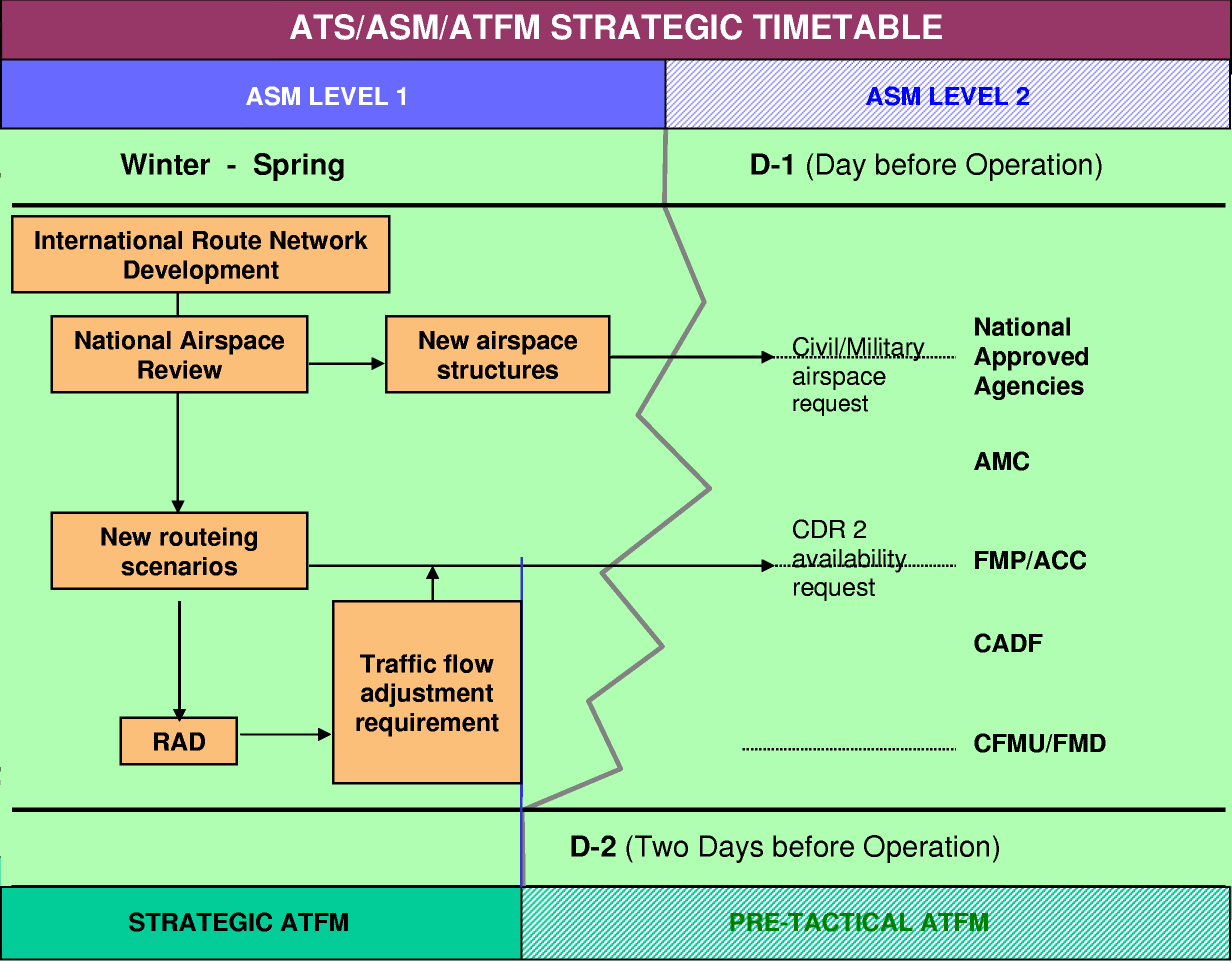 ATS/ASM/ATFM STRATEGIC TIMETABLE
ASM LEVEL 1
ASM LEVEL 2
Winter - Spring
D-1 (Day before Operation)
International Route Network
Development
National Airspace
Review
New airspace
structures
Civil/Military
airspace
request
National
Approved
Agencies
AMC
New routeing
scenarios
CDR 2
availability
request
FMP/ACC
Traffic flow
adjustment
requirement
CADF
RAD
CFMU/FMD
D-2 (Two Days before Operation)
STRATEGIC ATFM
PRE-TACTICAL ATFM